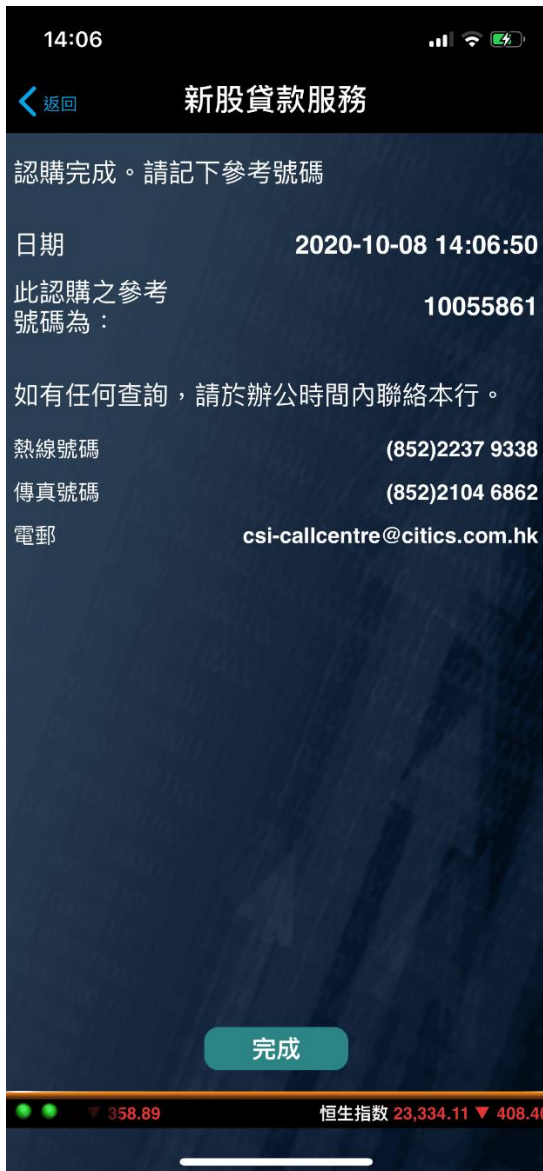 14:06
返回
新股貸款服務
認購完成。請記下參考號碼
日期 2020-10-08 14:06:50
此認購之參考
號碼為： 10055861
如有任何查詢，請於辦公時間內聯絡本行。
熱線號碼 (852)2237 9338
傳真號碼 (852)2104 6862
電郵 csi-callcentre@citics.com.hk
完成
▼ 358.89 恒生指数 23,334.11 ▼ 408.4